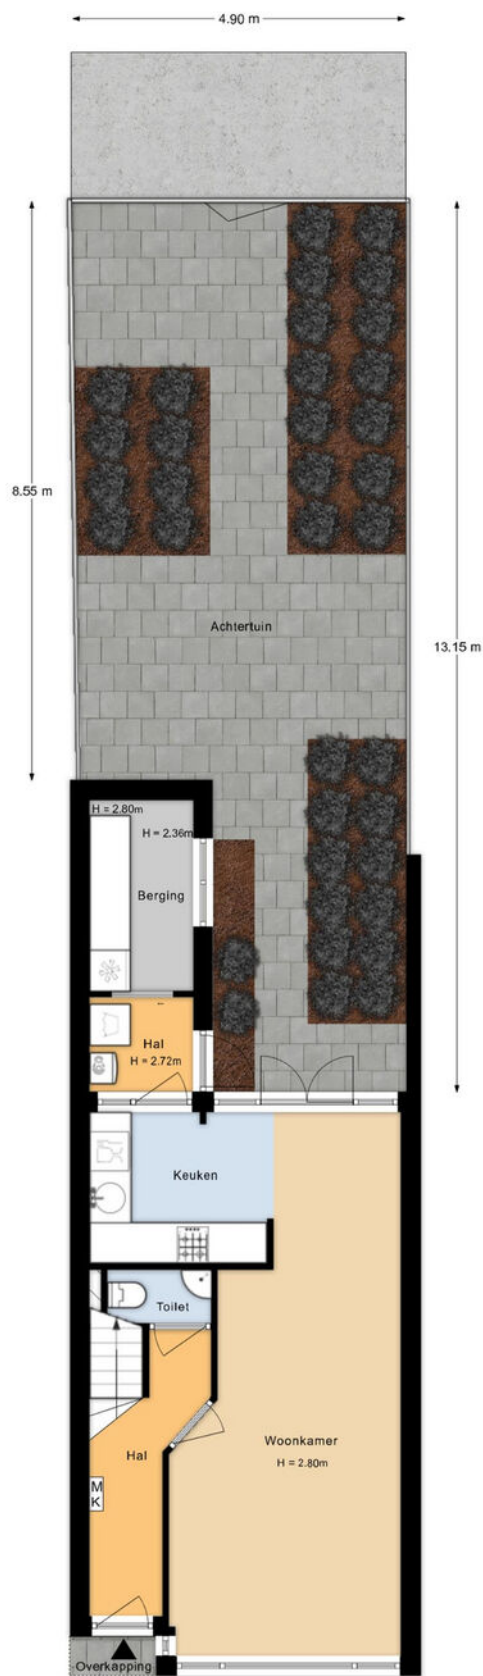 4.90 m
8.55 m
Achtertuin
13.15 m
H = 2.80m
H = 2.36m
Berging
Hal
H = 2.72m
Keuken
Toilet
Woonkamer
H = 2.80m
Hal
M
K
Overkapping